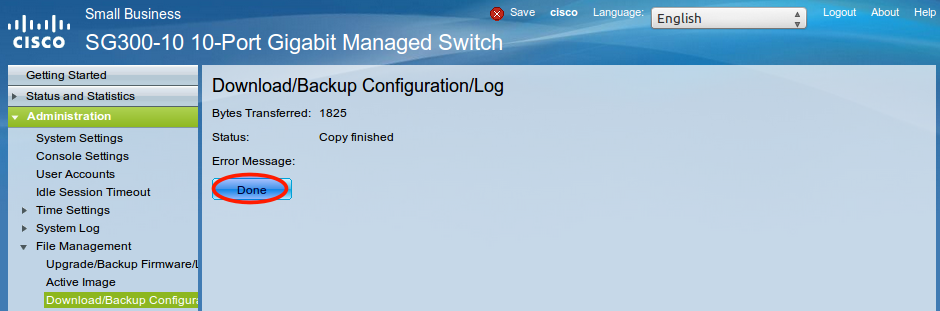 Small Business
Save cisco Language: English Logout About Help
CISCO
SG300-10 10-Port Gigabit Managed Switch
Getting Started
Status and Statistics
Administration
System Settings
Console Settings
User Accounts
Idle Session Timeout
Time Settings
System Log
File Management
Upgrade/Backup Firmware/L
Active Image
Download/Backup Configura
Download/Backup Configuration/Log
Bytes Transferred: 1825
Status: Copy finished
Error Message:
Done